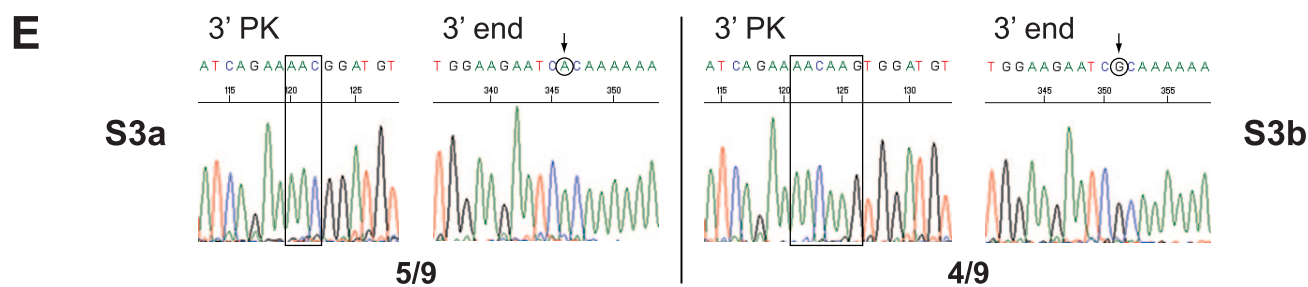 E
3’ PK
3’ end
3’ PK
3’ end
ATCAGAAAACGGATGT
TGGAAGAATCACAAAAAA
ATCAGAAAACAAGTGGATGT
TGGAAGAATCGCAAAAAA
115 120 125
340 345 350
115 120 125 130
345 350 355
S3a
S3b
5/9
4/9